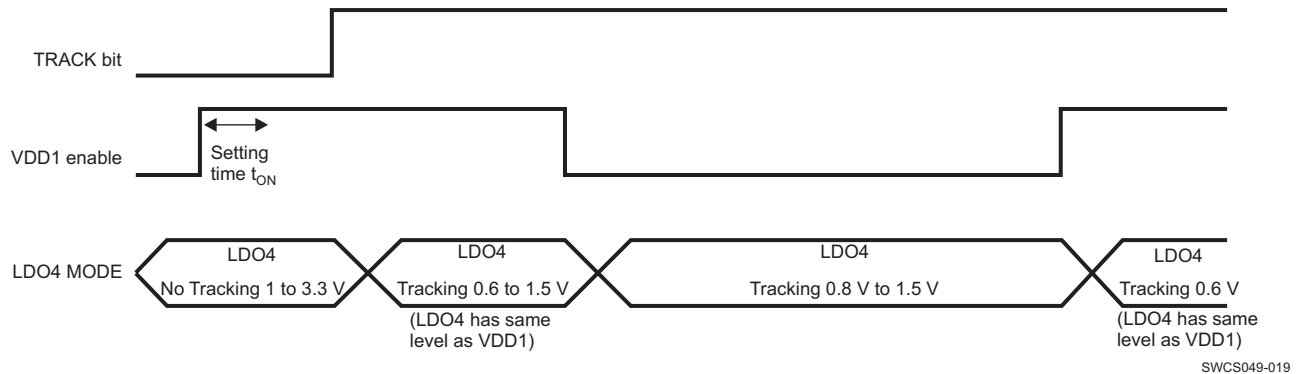 TRACK bit
VDD1 enable
Setting
time tON
LDO4 MODE
LDO4
No Tracking 1 to 3.3 V
LDO4
Tracking 0.6 to 1.5 V
(LDO4 has same
level as VDD1)
LDO4
Tracking 0.8 V to 1.5 V
LDO4
Tracking 0.6 V
(LDO4 has same
level as VDD1)
SWCS049-019